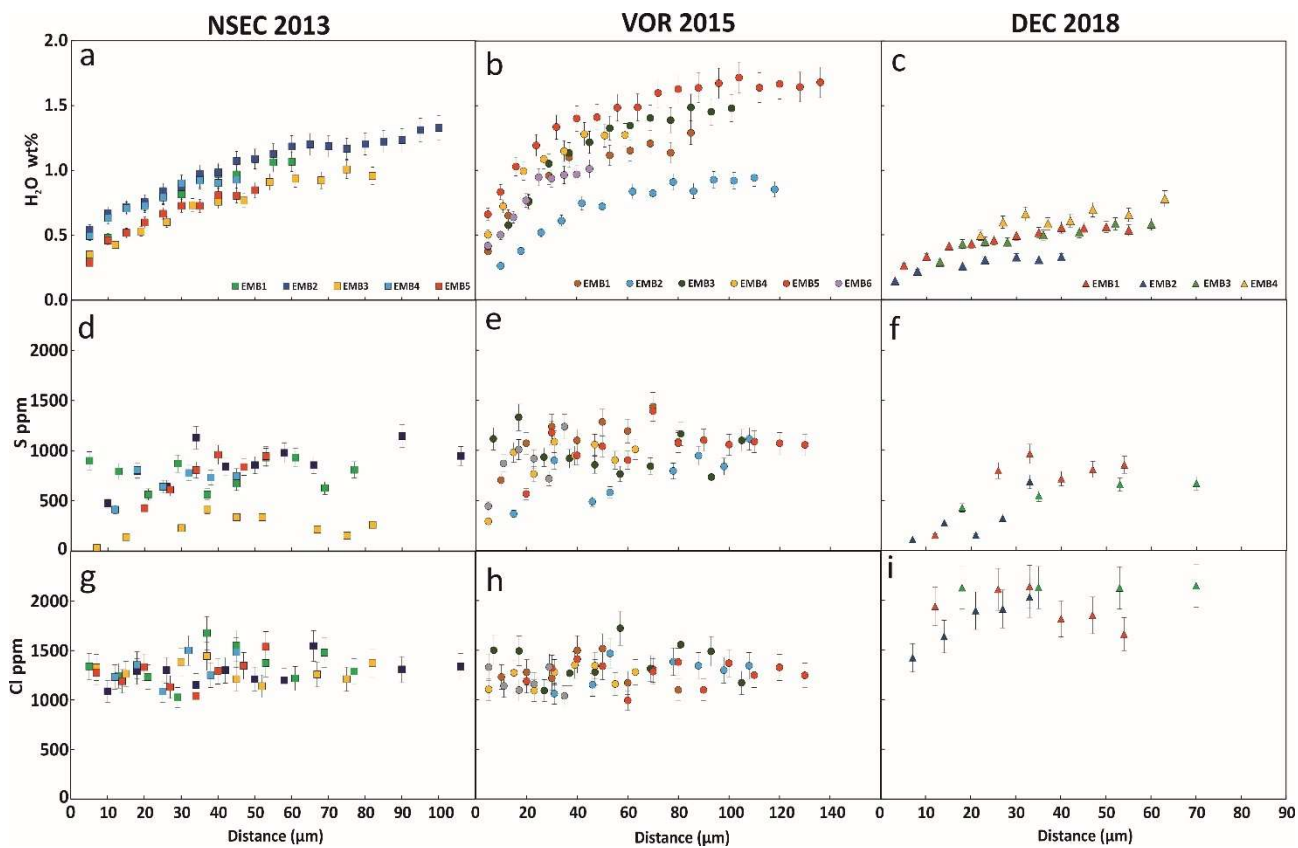 NSEC 2013 VOR 2015 DEC 2018
a b c
H₂O wt%
2.0
1.5
1.0
0.5
0.0
EMB1 EMB2 EMB3 EMB4 EMB5
EMB1 EMB2 EMB3 EMB4 EMB5 EMB6
EMB1 EMB2 EMB3 EMB4
d e f
S ppm
2000
1500
1000
500
0
g h i
Cl ppm
2000
1500
1000
500
0
0 10 20 30 40 50 60 70 80 90 100
0 20 40 60 80 100 120 140
0 10 20 30 40 50 60 70 80 90
Distance (μm) Distance (μm) Distance (μm)